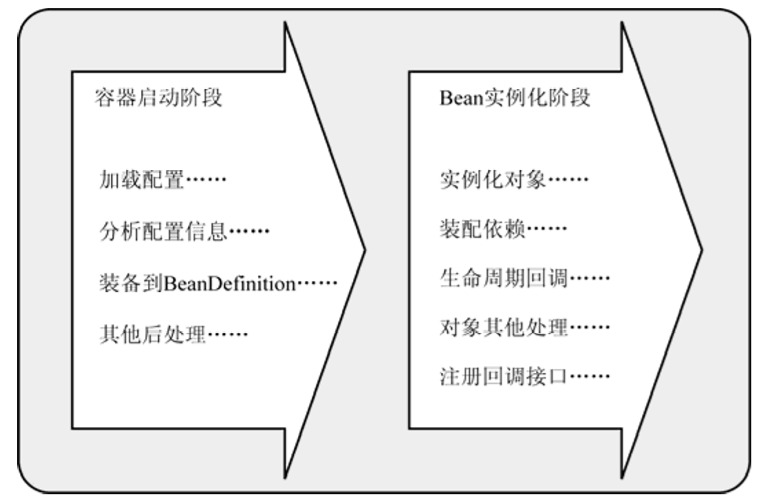 容器启动阶段
加载配置……
分析配置信息……
装备到BeanDefinition……
其他后处理……
Bean实例化阶段
实例化对象……
装配依赖……
生命周期回调……
对象其他处理……
注册回调接口……